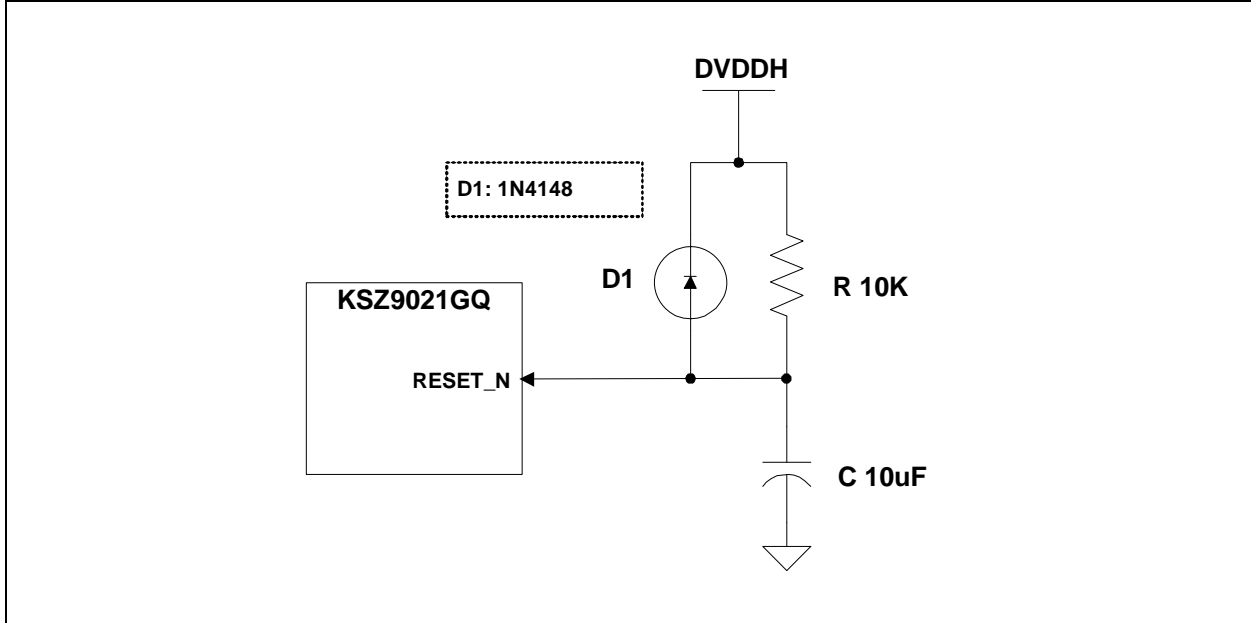 DVDDH
D1: 1N4148
D1
R 10K
KSZ9021GQ
RESET_N
C 10uF